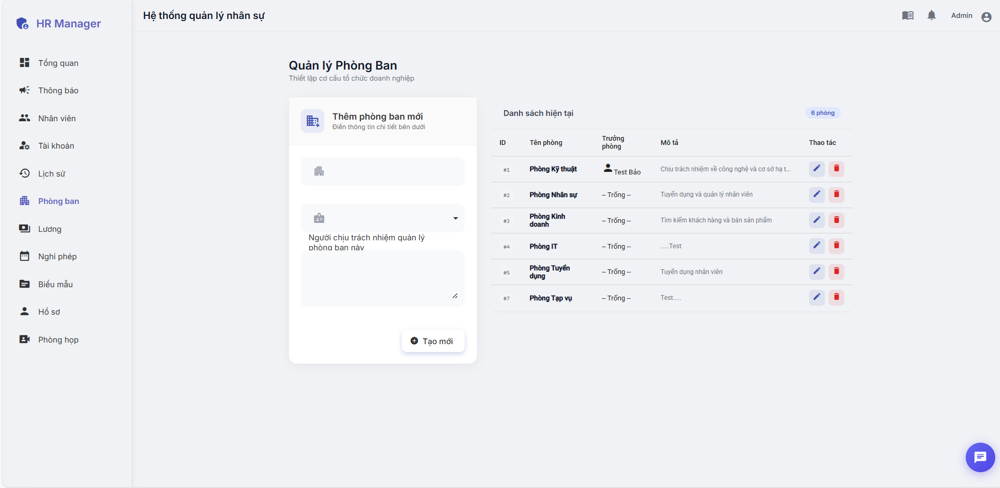 HR Manager
Hệ thống quản lý nhân sự
Admin
Tổng quan
Thông báo
Nhân viên
Tài khoản
Lịch sử
Phòng ban
Lương
Nghỉ phép
Biểu mẫu
Hồ sơ
Phòng họp
Quản lý Phòng Ban
Thiết lập cơ cấu tổ chức doanh nghiệp
Thêm phòng ban mới
Điền thông tin chi tiết bên dưới
Người chịu trách nhiệm quản lý
phòng ban này
Tạo mới
Danh sách hiện tại
6 phòng
ID Tên phòng Trưởng phòng Mô tả Thao tác
#1 Phòng Kỹ thuật Test Bảo Chịu trách nhiệm về công nghệ và cơ sở hạ t...
#2 Phòng Nhân sự -- Trống -- Tuyển dụng và quản lý nhân viên
#3 Phòng Kinh doanh -- Trống -- Tìm kiếm khách hàng và bán sản phẩm
#4 Phòng IT -- Trống -- .....Test
#5 Phòng Tuyển dụng -- Trống -- Tuyển dụng nhân viên
#7 Phòng Tạp vụ -- Trống -- Test.....